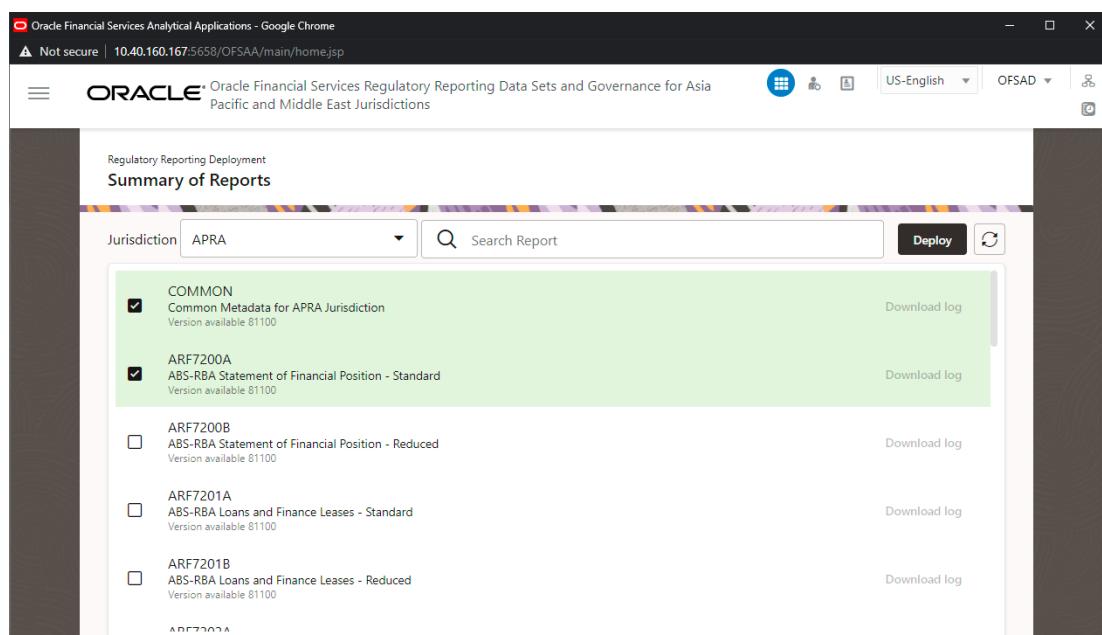 Oracle Financial Services Analytical Applications - Google Chrome
Not secure 10.40.160.167:5658/OFSAA/main/home.jsp
ORACLE® Oracle Financial Services Regulatory Reporting Data Sets and Governance for Asia
Pacific and Middle East Jurisdictions
US-English
OFSAD
Regulatory Reporting Deployment
Summary of Reports
Jurisdiction APRA
Search Report
Deploy
COMMON
Common Metadata for APRA Jurisdiction
Version available 81100
Download log
ARF7200A
ABS-RBA Statement of Financial Position - Standard
Version available 81100
Download log
ARF7200B
ABS-RBA Statement of Financial Position - Reduced
Version available 81100
Download log
ARF7201A
ABS-RBA Loans and Finance Leases - Standard
Version available 81100
Download log
ARF7201B
ABS-RBA Loans and Finance Leases - Reduced
Version available 81100
Download log
ARF7202A